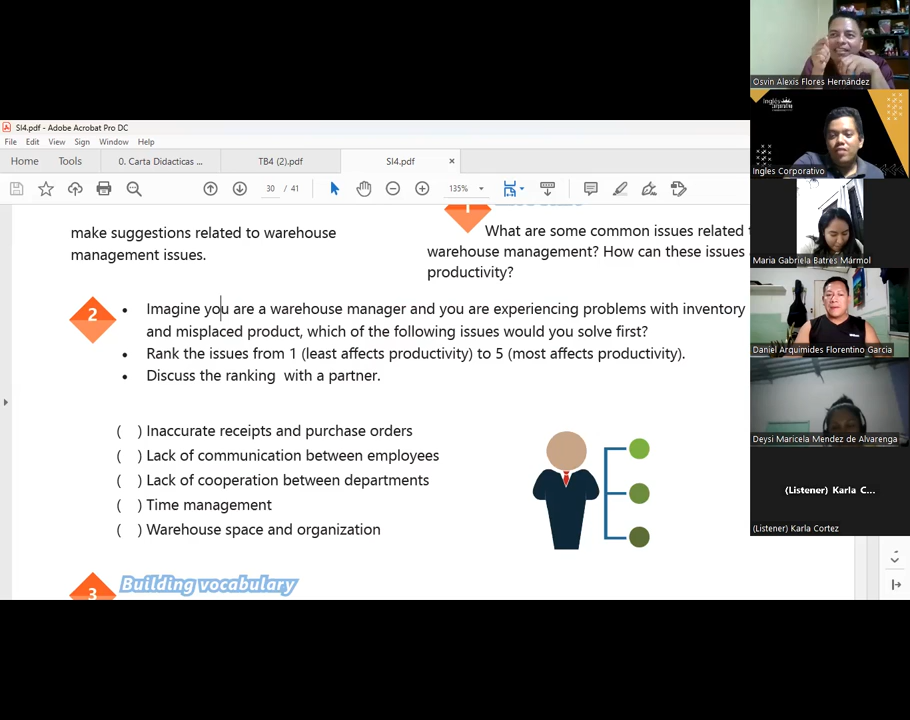 SI4.pdf - Adobe Acrobat Pro DC
File Edit View Sign Window Help
Home Tools 0. Carta Didacticas ... TB4 (2).pdf SI4.pdf ×
30 / 41 135%
make suggestions related to warehouse
management issues.
1
What are some common issues related t
warehouse management? How can these issues
productivity?
2
• Imagine you are a warehouse manager and you are experiencing problems with inventory
and misplaced product, which of the following issues would you solve first?
• Rank the issues from 1 (least affects productivity) to 5 (most affects productivity).
• Discuss the ranking with a partner.
( ) Inaccurate receipts and purchase orders
( ) Lack of communication between employees
( ) Lack of cooperation between departments
( ) Time management
( ) Warehouse space and organization
3
Building vocabulary
Osvin Alexis Flores Hernández
Inglés
Corporativo
Ingles Corporativo
Maria Gabriela Batres Mármol
Daniel Arquimides Florentino Garcia
Deysi Maricela Mendez de Alvarenga
(Listener) Karla C...
(Listener) Karla Cortez